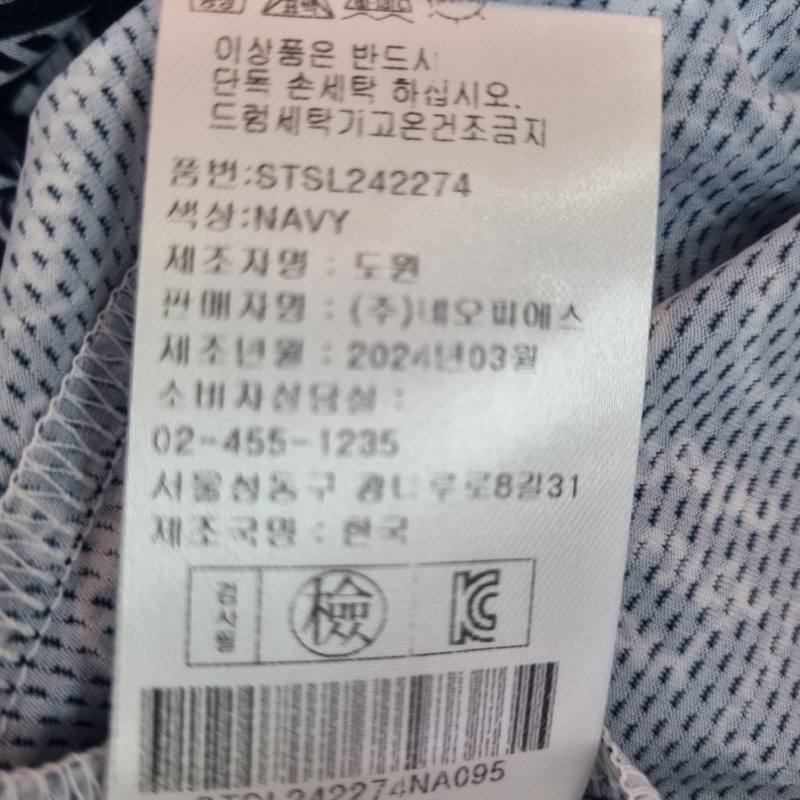 이상품은 반드시
단독 손세탁 하십시오.
드럼세탁기고온건조금지
품번:STSL242274
색상:NAVY
제조자명 : 도원
판매자명 : (주)네오피에스
제조년월 : 2024년03월
소비자상담실 :
02-455-1235
서울성동구 광나루로8길31
제조국명 : 한국
검사필
檢
KC
STSL242274NA095